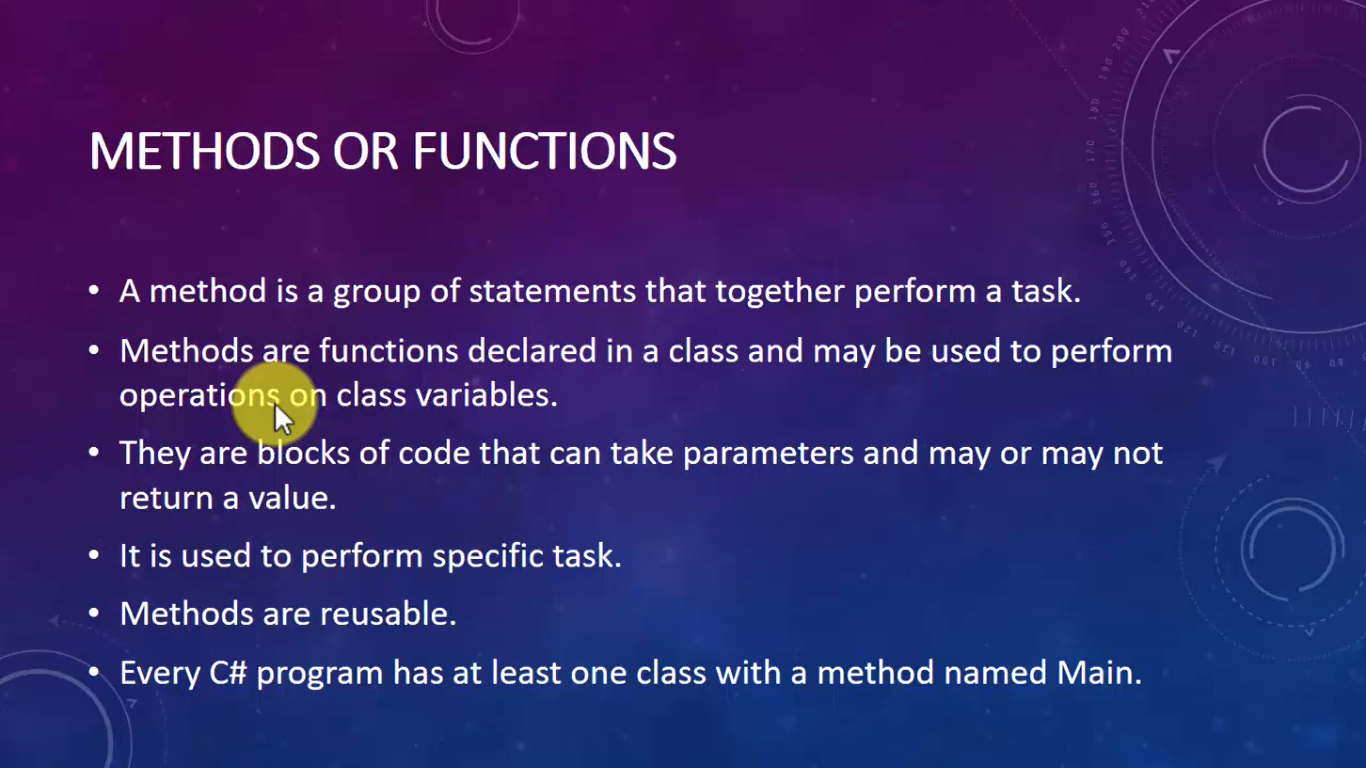 METHODS OR FUNCTIONS
• A method is a group of statements that together perform a task.
• Methods are functions declared in a class and may be used to perform
operations on class variables.
• They are blocks of code that can take parameters and may or may not
return a value.
• It is used to perform specific task.
• Methods are reusable.
• Every C# program has at least one class with a method named Main.